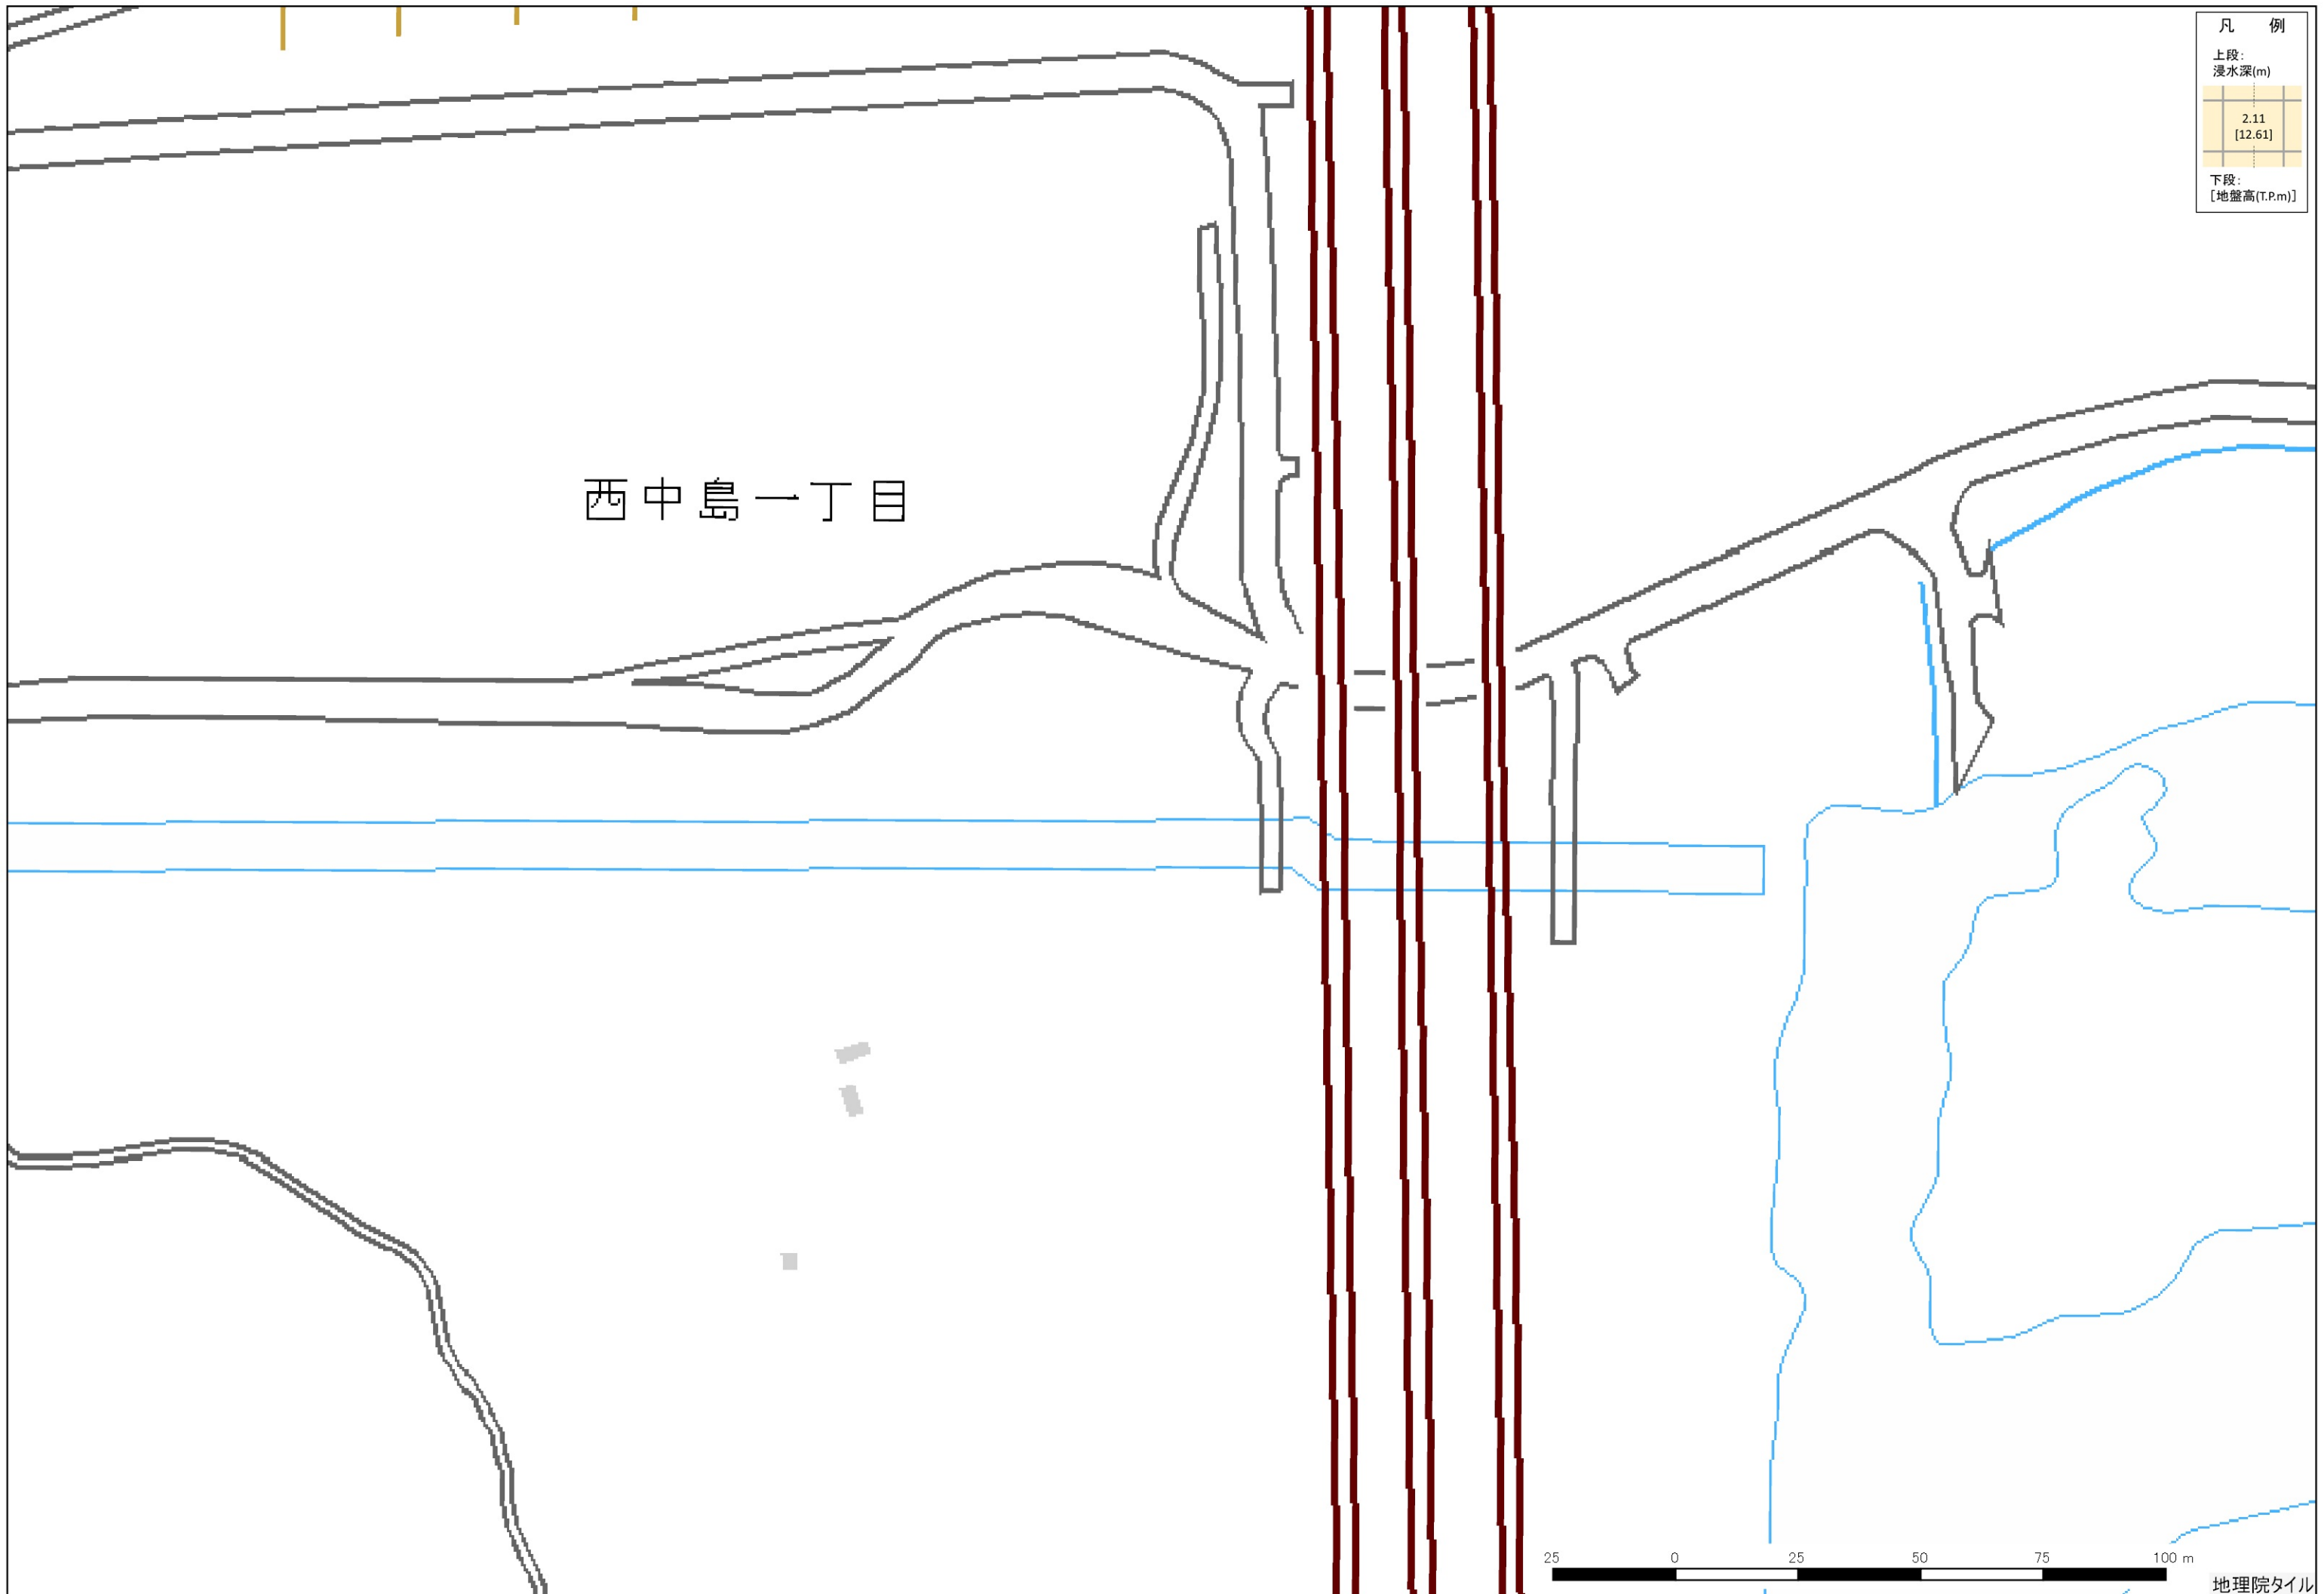 凡 例
上段:
浸水深(m)
2.11
[12.61]
下段:
[地盤高(T.P.m)]
西中島一丁目
25 0 25 50 75 100 m
地理院タイル